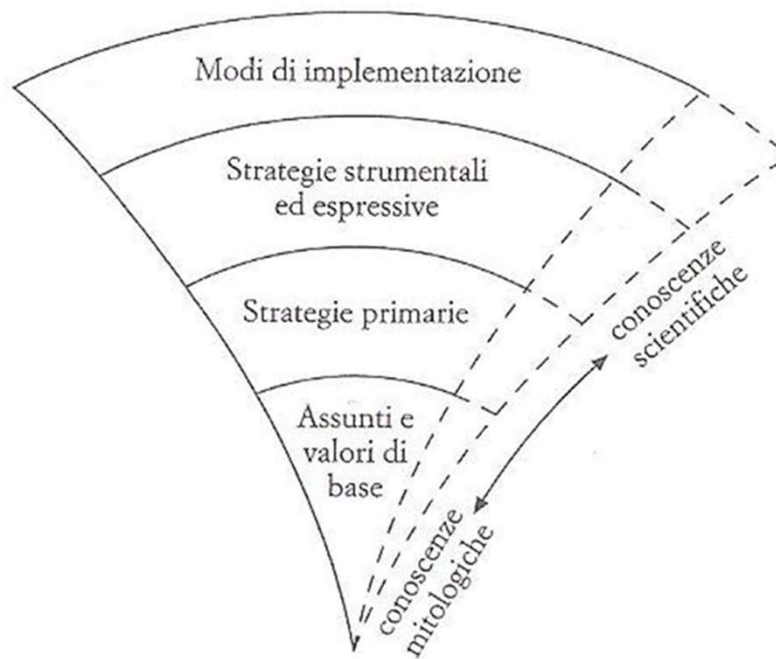 Modi di implementazione
Strategie strumentali
ed espressive
Strategie primarie
Assunti e
valori di
base
conoscenze
scientifiche
conoscenze
mitologiche